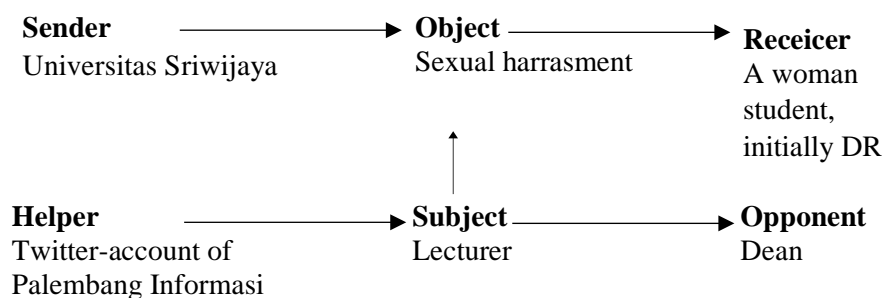 Sender
Universitas Sriwijaya
Object
Sexual harrasment
Receicer
A woman
student,
initially DR
Helper
Twitter-account of
Palembang Informasi
Subject
Lecturer
Opponent
Dean